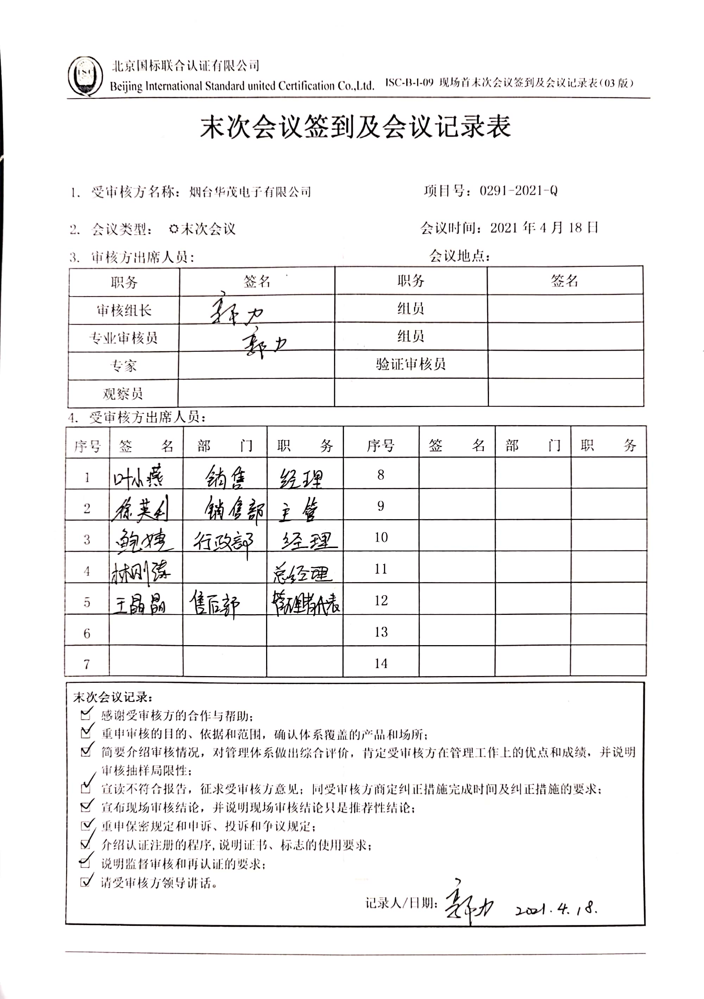 ISC
北京国标联合认证有限公司
Beijing International Standard united Certification Co.,Ltd. ISC-B-I-09 现场首末次会议签到及会议记录表(03 版)
末次会议签到及会议记录表
1. 受审核方名称：烟台华茂电子有限公司 项目号：0291-2021-Q
2. 会议类型： 末次会议 会议时间：2021 年 4 月 18 日
3. 审核方出席人员： 会议地点：
职务 签名 职务 签名
审核组长 郭力 组员
专业审核员 郭力 组员
专家 验证审核员
观察员
4. 受审核方出席人员：
序号 签 名 部 门 职 务 序号 签 名 部 门 职 务
1 叶小燕 销售 经理 8
2 徐英利 销售部 主管 9
3 鲍婕 行政部 经理 10
4 总经理 11
5 王晶晶 售后部 管理者代表 12
6 13
7 14
末次会议记录：
☑ 感谢受审核方的合作与帮助；
☑ 重申审核的目的、依据和范围，确认体系覆盖的产品和场所；
☑ 简要介绍审核情况，对管理体系做出综合评价，肯定受审核方在管理工作上的优点和成绩，并说明
审核抽样局限性；
☑ 宣读不符合报告，征求受审核方意见；同受审核方商定纠正措施完成时间及纠正措施的要求；
☑ 宣布现场审核结论，并说明现场审核结论只是推荐性结论；
☑ 重申保密规定和申诉、投诉和争议规定；
☑ 介绍认证注册的程序,说明证书、标志的使用要求；
☑ 说明监督审核和再认证的要求；
☑ 请受审核方领导讲话。
记录人/日期：郭力 2021.4.18.